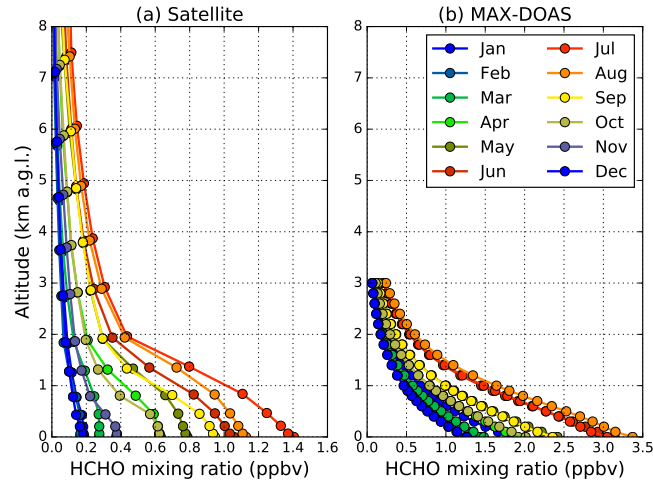 (a) Satellite
(b) MAX-DOAS
8
7
6
5
4
3
2
1
0
Altitude (km a.g.l.)
0.0 0.2 0.4 0.6 0.8 1.0 1.2 1.4 1.6
HCHO mixing ratio (ppbv)
Jan Jul
Feb Aug
Mar Sep
Apr Oct
May Nov
Jun Dec
8
7
6
5
4
3
2
1
0
0.0 0.5 1.0 1.5 2.0 2.5 3.0 3.5
HCHO mixing ratio (ppbv)